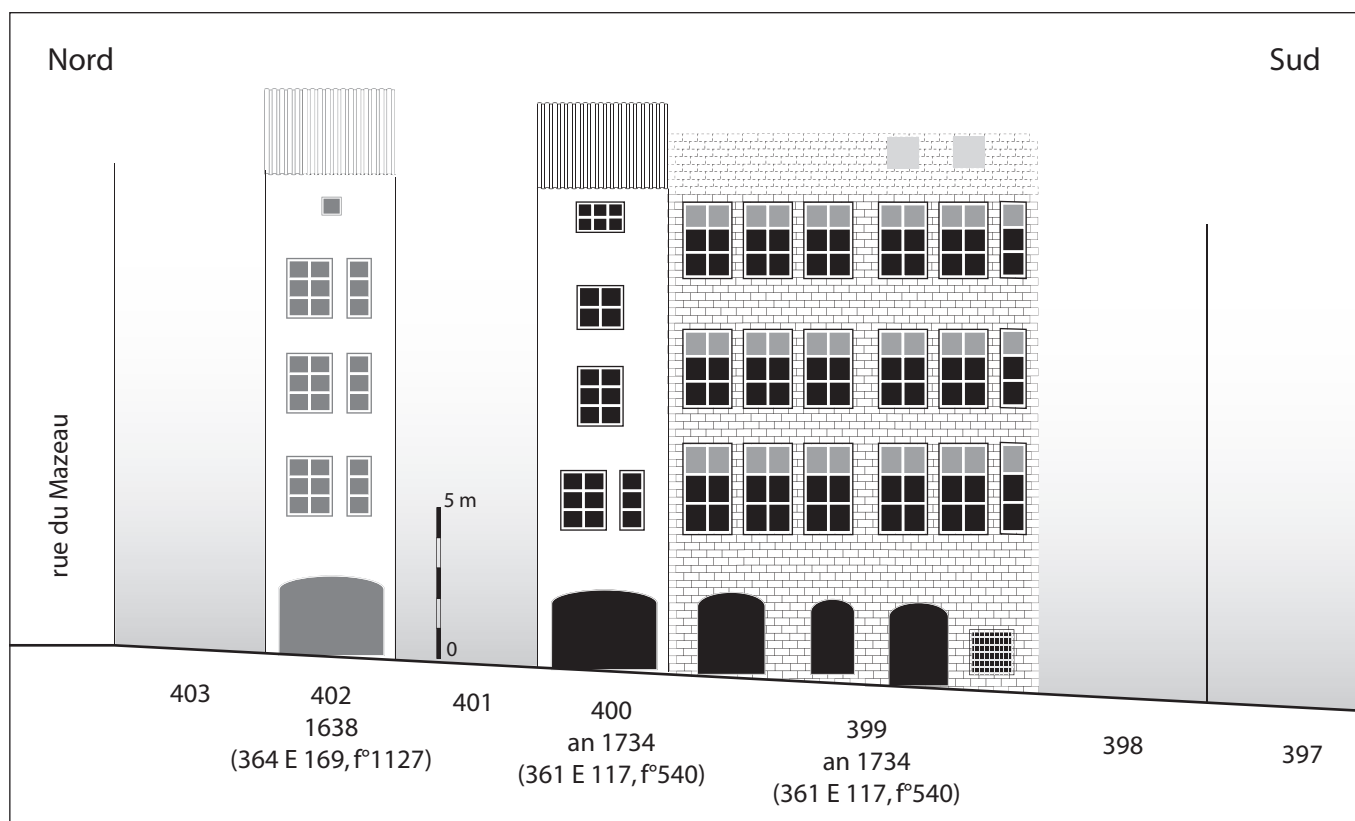 Nord
Sud
rue du Mazeau
5 m
0
403
402
1638
(364 E 169, f°1127)
401
400
an 1734
(361 E 117, f°540)
399
an 1734
(361 E 117, f°540)
398
397